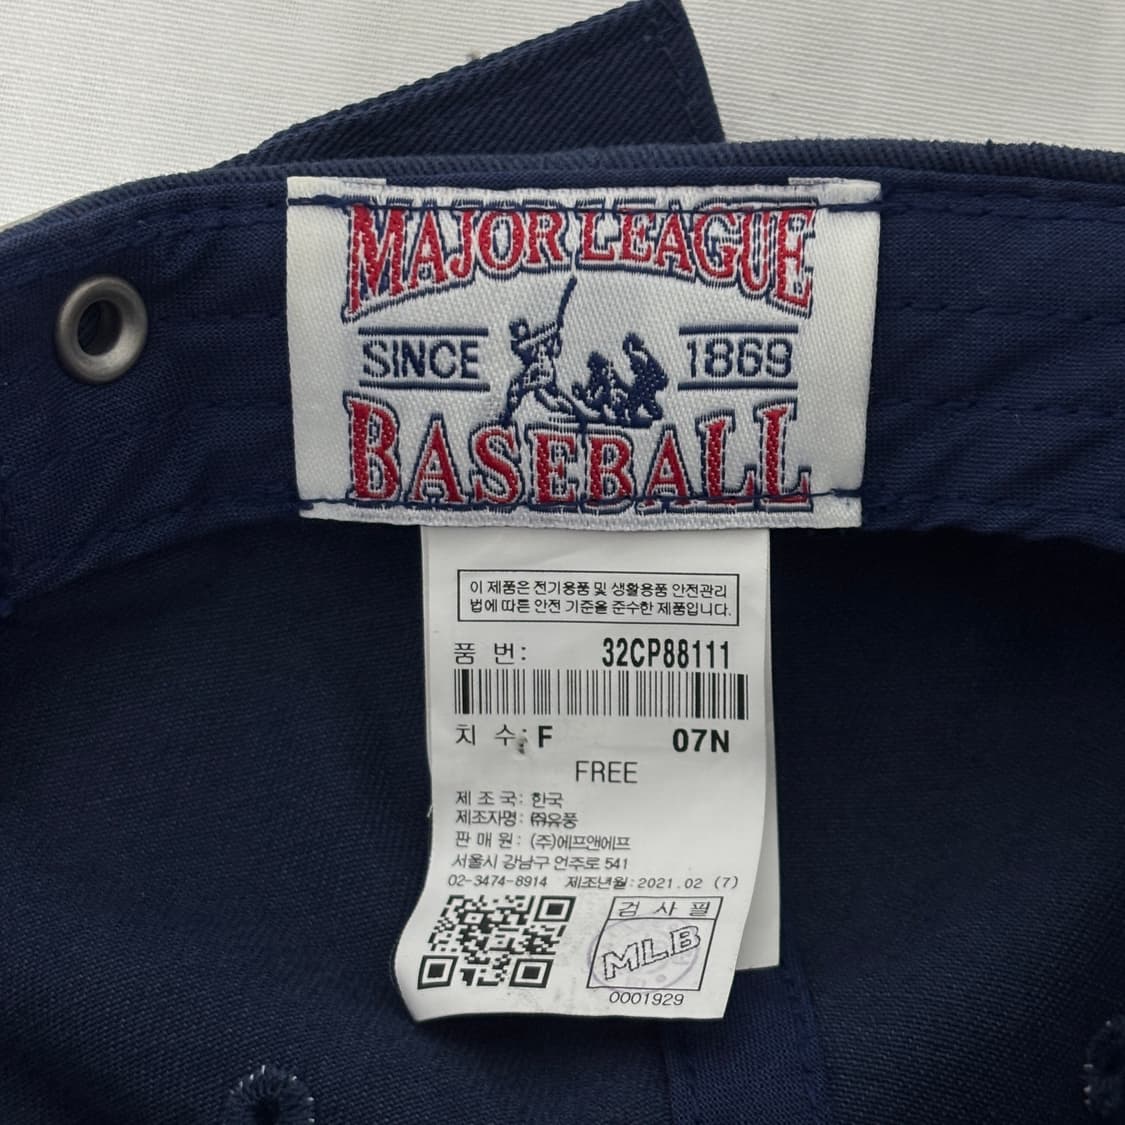 MAJOR LEAGUE
SINCE 1869
BASEBALL
이 제품은 전기용품 및 생활용품 안전관리
법에 따른 안전 기준을 준수한 제품입니다.
품 번: 32CP88111
치 수: F 07N
FREE
제 조 국: 한국
제조자명: ㈜유풍
판 매 원: (주)에프앤에프
서울시 강남구 언주로 541
02-3474-8914 제조년월:2021.02 (7)
검 사 필
MLB
0001929